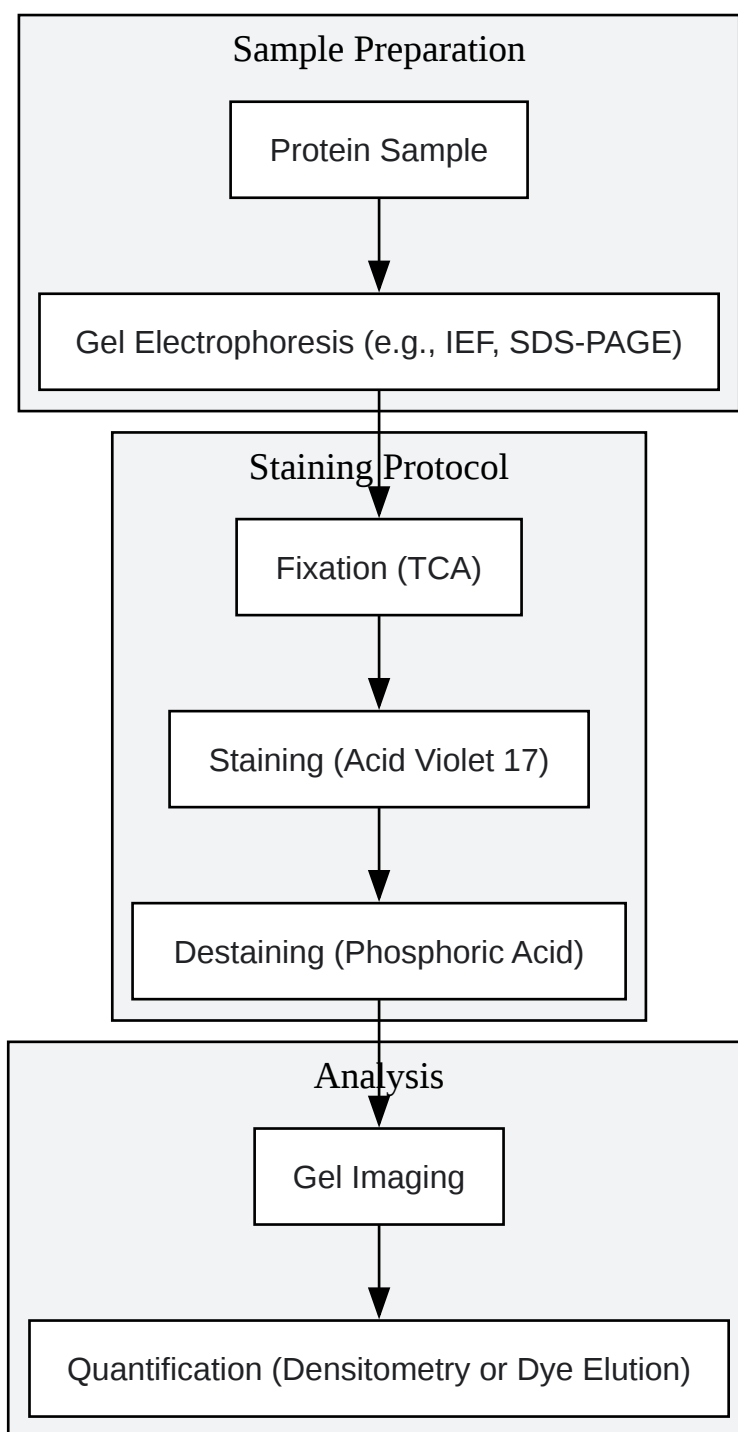 Sample Preparation
Protein Sample
Gel Electrophoresis (e.g., IEF, SDS-PAGE)
Staining Protocol
Fixation (TCA)
Staining (Acid Violet 17)
Destaining (Phosphoric Acid)
Analysis
Gel Imaging
Quantification (Densitometry or Dye Elution)